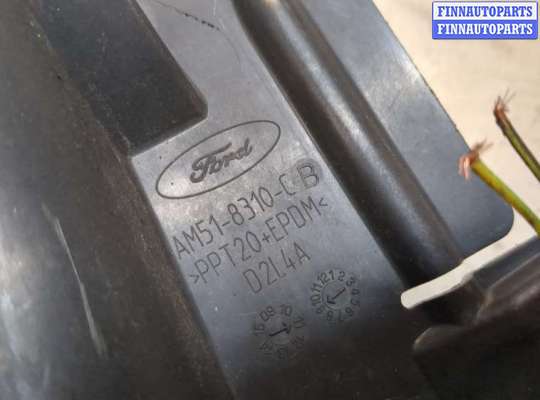 FINNAUTOPARTS
FINNAUTOPARTS
Ford
AM51-8310-CB
>PPT20+EPDM<
D2L4A